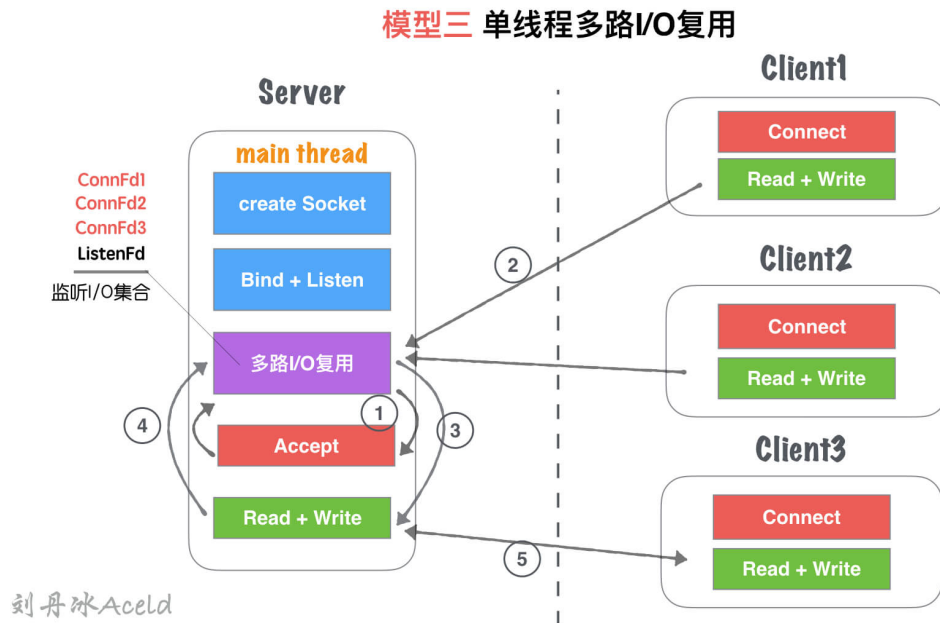 模型三 单线程多路I/O复用
Server
main thread
create Socket
Bind + Listen
多路I/O复用
Accept
Read + Write
ConnFd1
ConnFd2
ConnFd3
ListenFd
监听I/O集合
①
②
③
④
⑤
Client1
Connect
Read + Write
Client2
Connect
Read + Write
Client3
Connect
Read + Write
刘丹冰Aceld